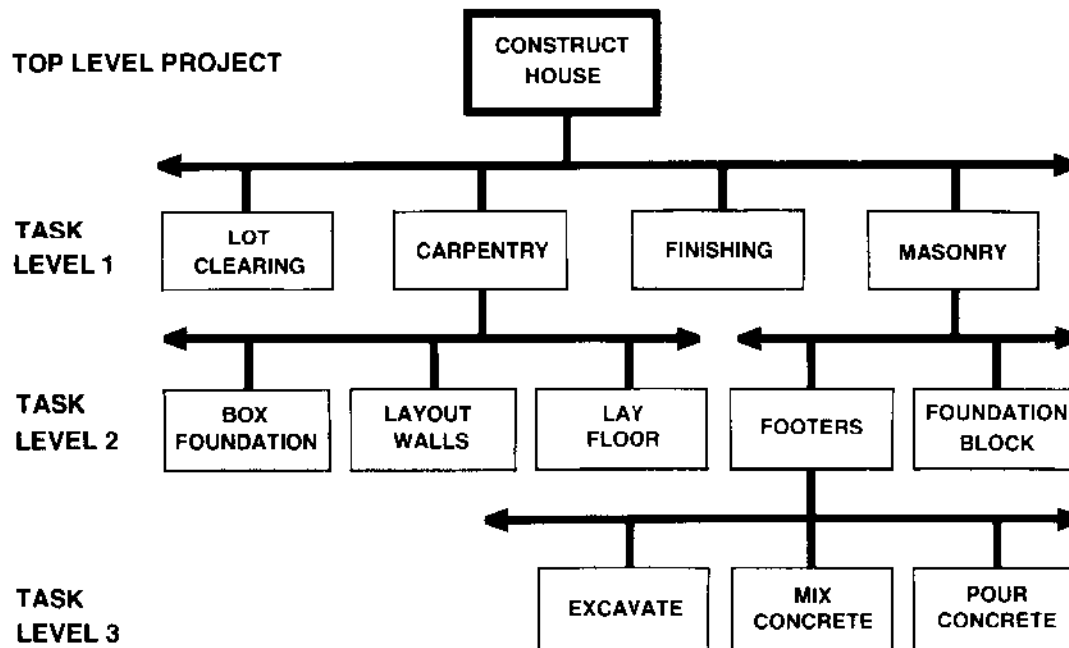 TOP LEVEL PROJECT
CONSTRUCT
HOUSE
TASK
LEVEL 1
LOT
CLEARING
CARPENTRY
FINISHING
MASONRY
TASK
LEVEL 2
BOX
FOUNDATION
LAYOUT
WALLS
LAY
FLOOR
FOOTERS
FOUNDATION
BLOCK
TASK
LEVEL 3
EXCAVATE
MIX
CONCRETE
POUR
CONCRETE